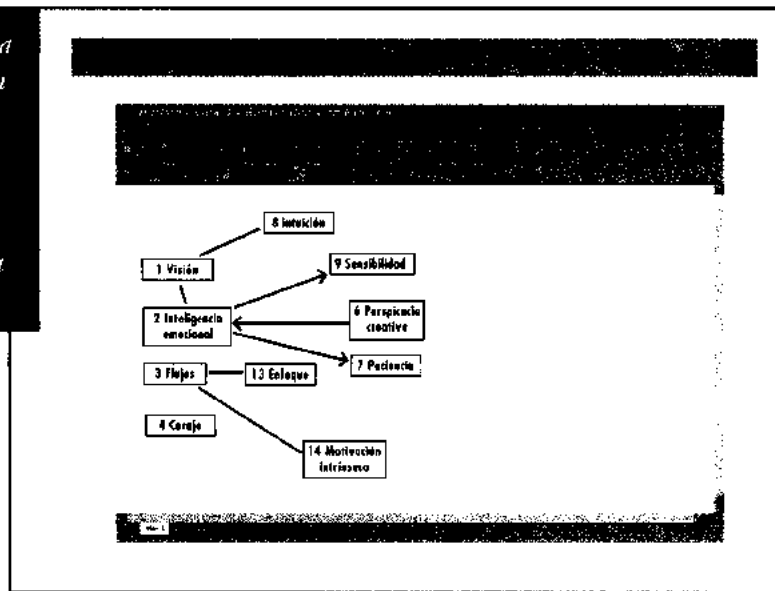 8 Intuición
1 Visión
9 Sensibilidad
2 Inteligencia
emocional
6 Perspicacia
creative
7 Paciencia
3 Flujos
13 Enfoque
4 Coraje
14 Motivación
intrínseca